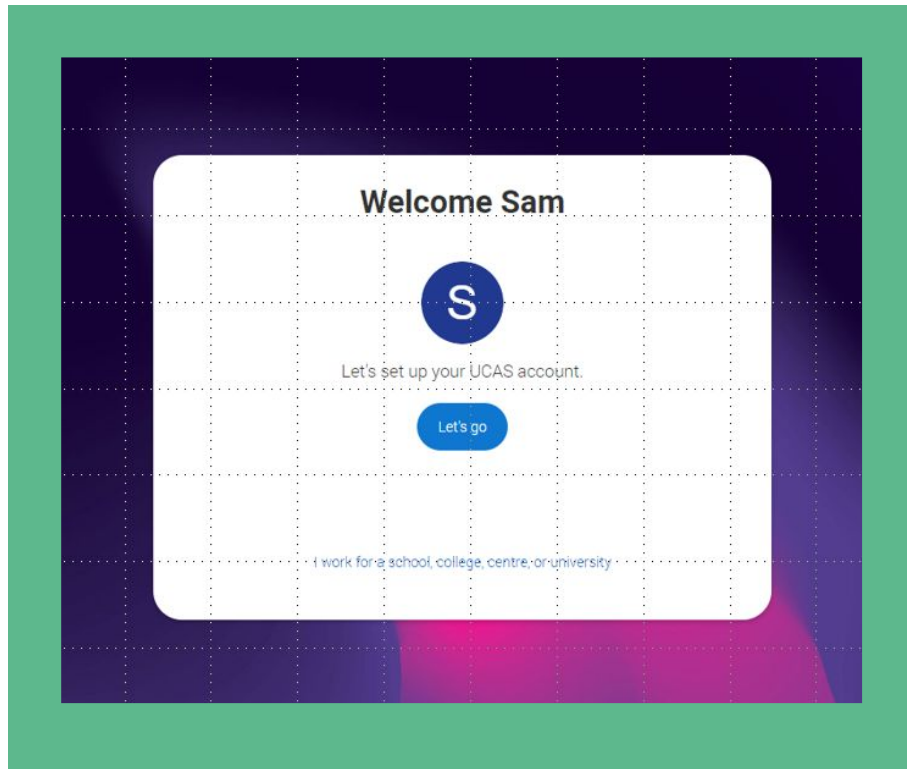 Welcome Sam
S
Let's set up your UCAS account.
Let's go
I work for a school, college, centre, or university